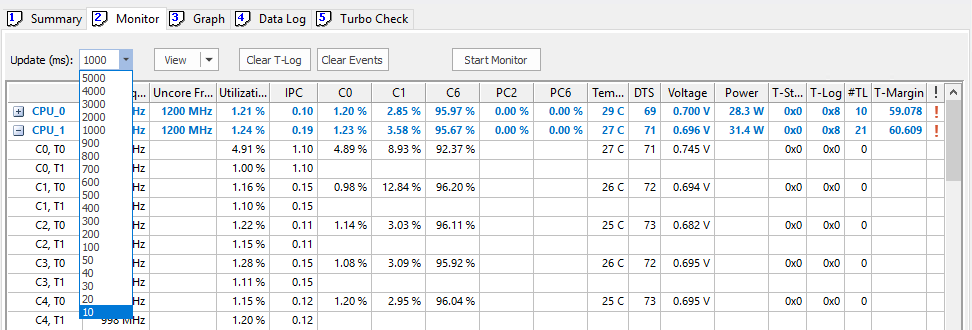 1 Summary 2 Monitor 3 Graph 4 Data Log 5 Turbo Check
Update (ms): 1000 View Clear T-Log Clear Events Start Monitor
5000
4000
3000
2000
1000
900
800
700
600
500
400
300
200
100
50
40
30
20
10
q... Uncore Fr... Utilizati... IPC C0 C1 C6 PC2 PC6 Tem... DTS Voltage Power T-St... T-Log #TL T-Margin !
CPU_0 Hz 1200 MHz 1.21 % 0.10 1.20 % 2.85 % 95.97 % 0.00 % 0.00 % 29 C 69 0.700 V 28.3 W 0x0 0x8 10 59.078 !
CPU_1 Hz 1200 MHz 1.24 % 0.19 1.23 % 3.58 % 95.67 % 0.00 % 0.00 % 27 C 71 0.696 V 31.4 W 0x0 0x8 21 60.609 !
C0, T0 Hz 4.91 % 1.10 4.89 % 8.93 % 92.37 % 27 C 71 0.745 V 0x0 0x0 0
C0, T1 Hz 1.00 % 1.10
C1, T0 Hz 1.16 % 0.15 0.98 % 12.84 % 96.20 % 26 C 72 0.694 V 0x0 0x0 0
C1, T1 Hz 1.10 % 0.15
C2, T0 Hz 1.22 % 0.11 1.14 % 3.03 % 96.11 % 25 C 73 0.682 V 0x0 0x0 0
C2, T1 Hz 1.15 % 0.11
C3, T0 Hz 1.28 % 0.15 1.08 % 3.09 % 95.92 % 26 C 72 0.695 V 0x0 0x0 0
C3, T1 Hz 1.11 % 0.15
C4, T0 Hz 1.15 % 0.12 1.20 % 2.95 % 96.04 % 25 C 73 0.695 V 0x0 0x0 0
C4, T1 998 MHz 1.20 % 0.12